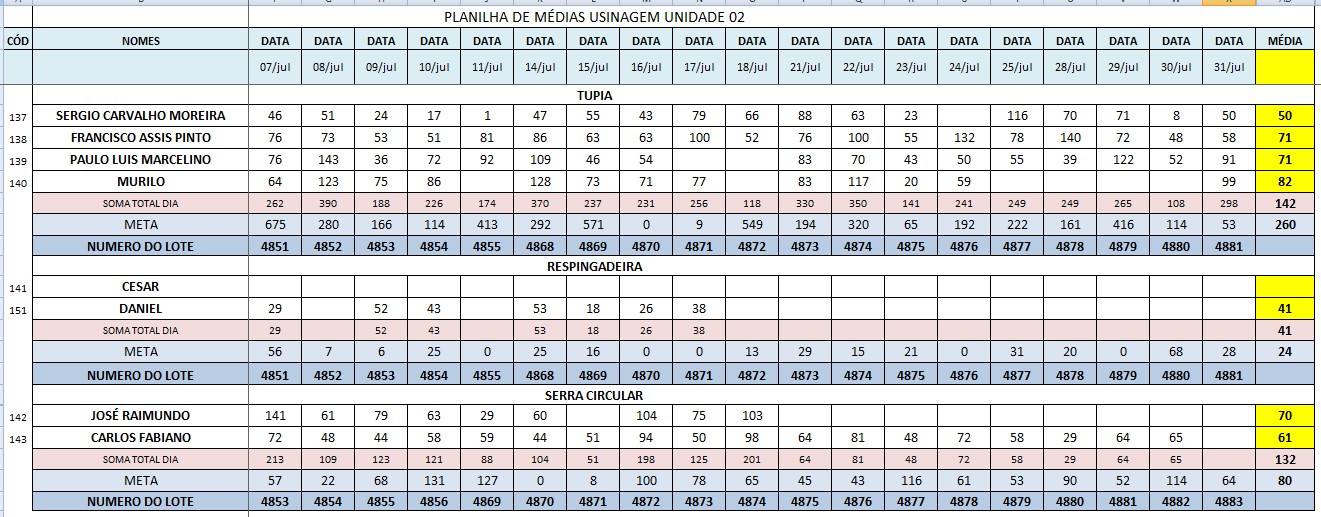 PLANILHA DE MÉDIAS USINAGEM UNIDADE 02
CÓD NOMES DATA DATA DATA DATA DATA DATA DATA DATA DATA DATA DATA DATA DATA DATA DATA DATA DATA DATA DATA MÉDIA
07/jul 08/jul 09/jul 10/jul 11/jul 14/jul 15/jul 16/jul 17/jul 18/jul 21/jul 22/jul 23/jul 24/jul 25/jul 28/jul 29/jul 30/jul 31/jul
TUPIA
137 SERGIO CARVALHO MOREIRA 46 51 24 17 1 47 55 43 79 66 88 63 23 116 70 71 8 50 50
138 FRANCISCO ASSIS PINTO 76 73 53 51 81 86 63 63 100 52 76 100 55 132 78 140 72 48 58 71
139 PAULO LUIS MARCELINO 76 143 36 72 92 109 46 54 83 70 43 50 55 39 122 52 91 71
140 MURILO 64 123 75 86 128 73 71 77 83 117 20 59 99 82
SOMA TOTAL DIA 262 390 188 226 174 370 237 231 256 118 330 350 141 241 249 249 265 108 298 142
META 675 280 166 114 413 292 571 0 9 549 194 320 65 192 222 161 416 114 53 260
NUMERO DO LOTE 4851 4852 4853 4854 4855 4868 4869 4870 4871 4872 4873 4874 4875 4876 4877 4878 4879 4880 4881
RESPINGADEIRA
141 CESAR
151 DANIEL 29 52 43 53 18 26 38 41
SOMA TOTAL DIA 29 52 43 53 18 26 38 41
META 56 7 6 25 0 25 16 0 0 13 29 15 21 0 31 20 0 68 28 24
NUMERO DO LOTE 4851 4852 4853 4854 4855 4868 4869 4870 4871 4872 4873 4874 4875 4876 4877 4878 4879 4880 4881
SERRA CIRCULAR
142 JOSÉ RAIMUNDO 141 61 79 63 29 60 104 75 103 70
143 CARLOS FABIANO 72 48 44 58 59 44 51 94 50 98 64 81 48 72 58 29 64 65 61
SOMA TOTAL DIA 213 109 123 121 88 104 51 198 125 201 64 81 48 72 58 29 64 65 132
META 57 22 68 131 127 0 8 100 78 65 45 43 116 61 53 90 52 114 64 80
NUMERO DO LOTE 4853 4854 4855 4856 4869 4870 4871 4872 4873 4874 4875 4876 4877 4878 4879 4880 4881 4882 4883